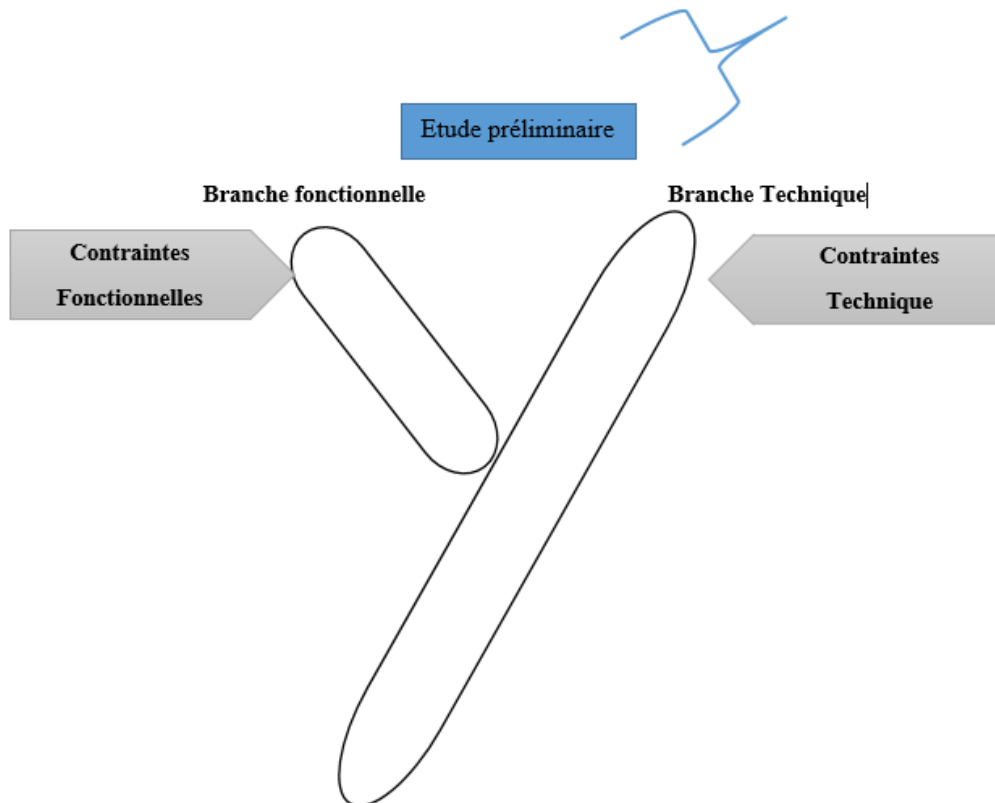 Etude préliminaire
Branche fonctionnelle
Branche Technique
Contraintes
Fonctionnelles
Contraintes
Technique